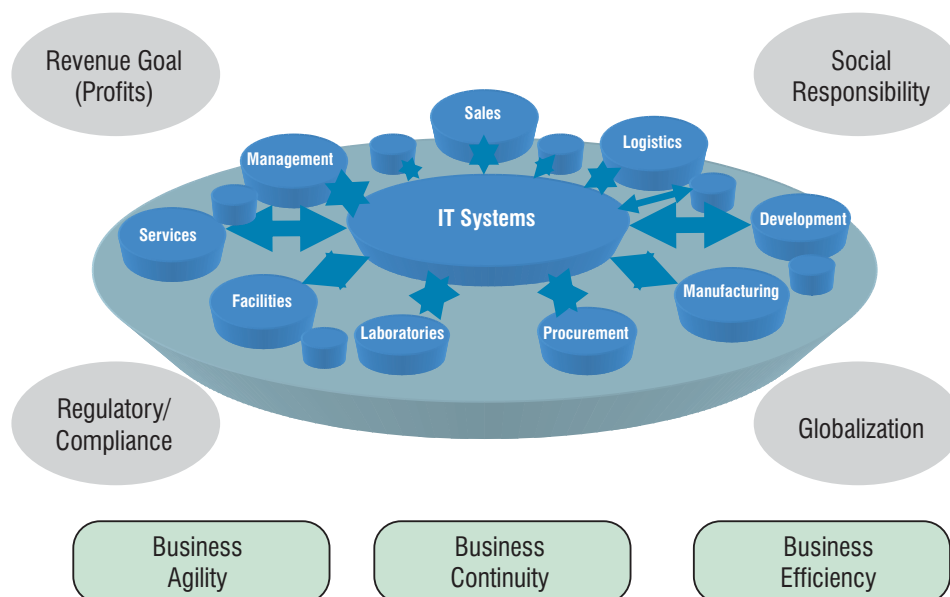 Revenue Goal
(Profits)
Social
Responsibility
Sales
Logistics
Management
IT Systems
Services
Development
Facilities
Manufacturing
Laboratories
Procurement
Regulatory/
Compliance
Globalization
Business
Agility
Business
Continuity
Business
Efficiency